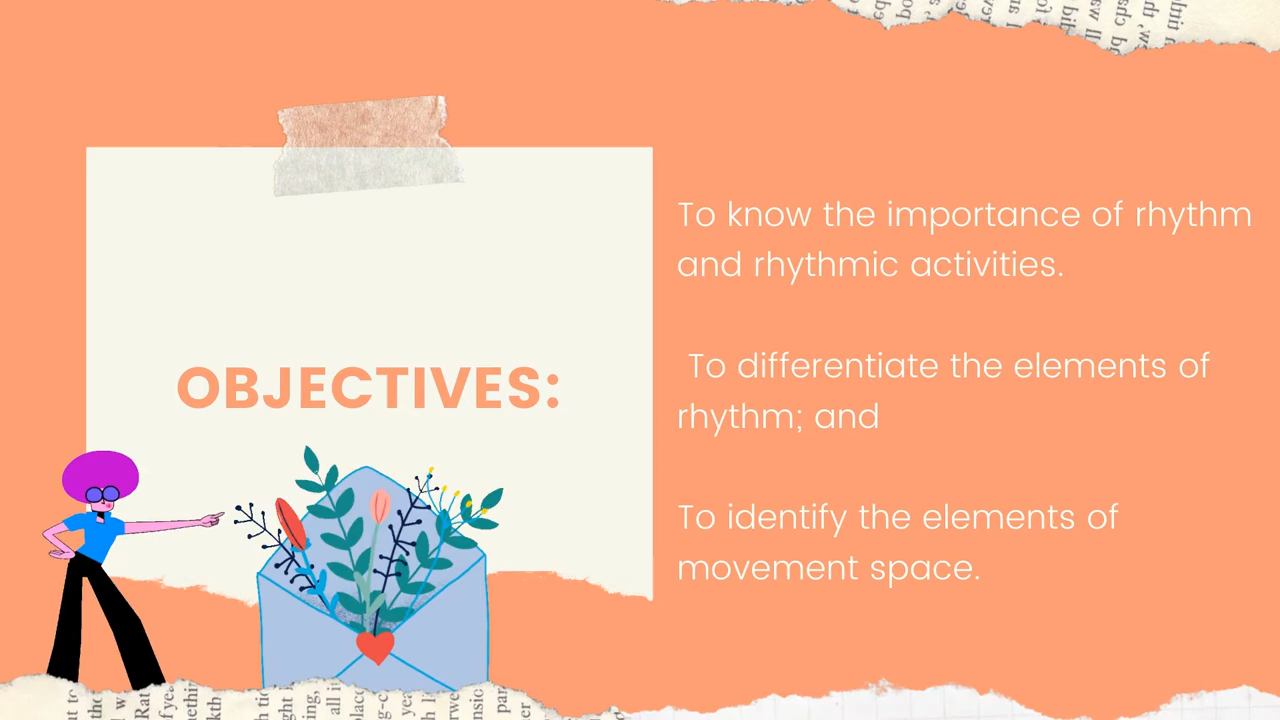 OBJECTIVES:
To know the importance of rhythm
and rhythmic activities.
To differentiate the elements of
rhythm; and
To identify the elements of
movement space.